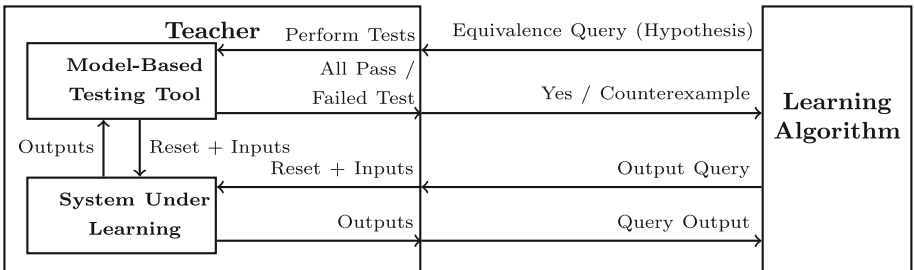 Teacher
Perform Tests
Equivalence Query (Hypothesis)
Model-Based
Testing Tool
All Pass /
Failed Test
Yes / Counterexample
Learning
Algorithm
Outputs
Reset + Inputs
Reset + Inputs
Output Query
System Under
Learning
Outputs
Query Output